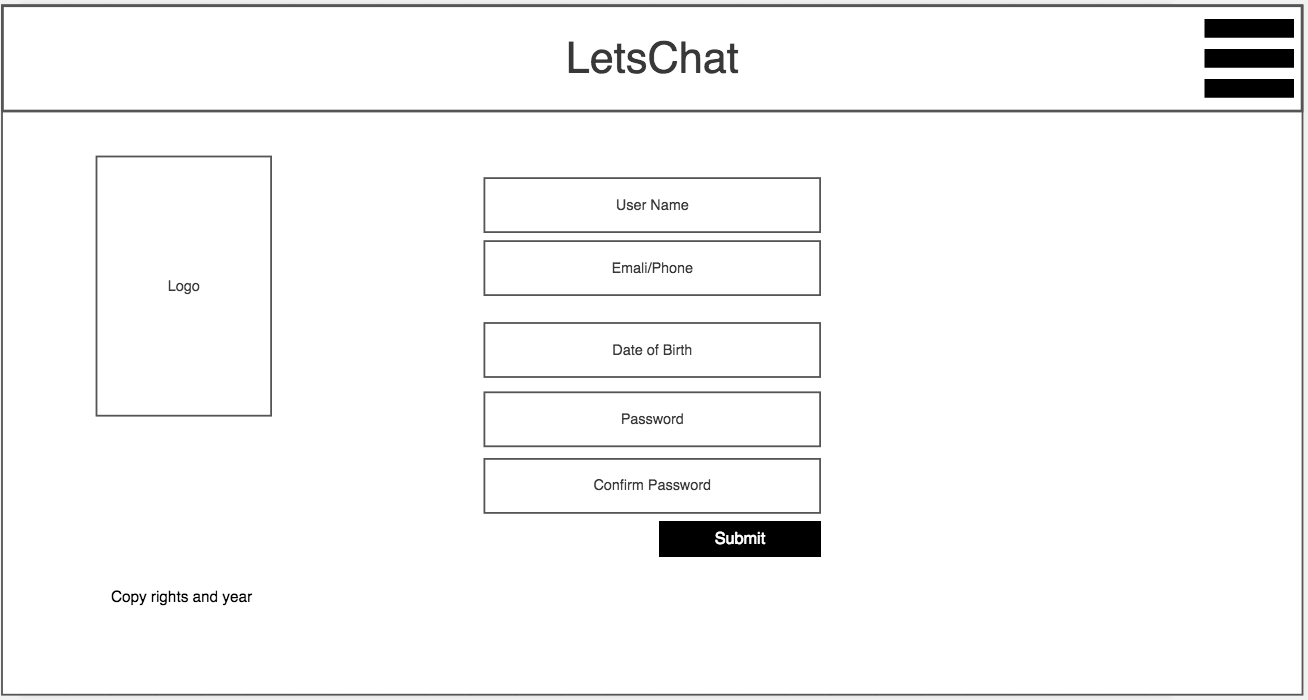 LetsChat
Logo
User Name
Emali/Phone
Date of Birth
Password
Confirm Password
Submit
Copy rights and year